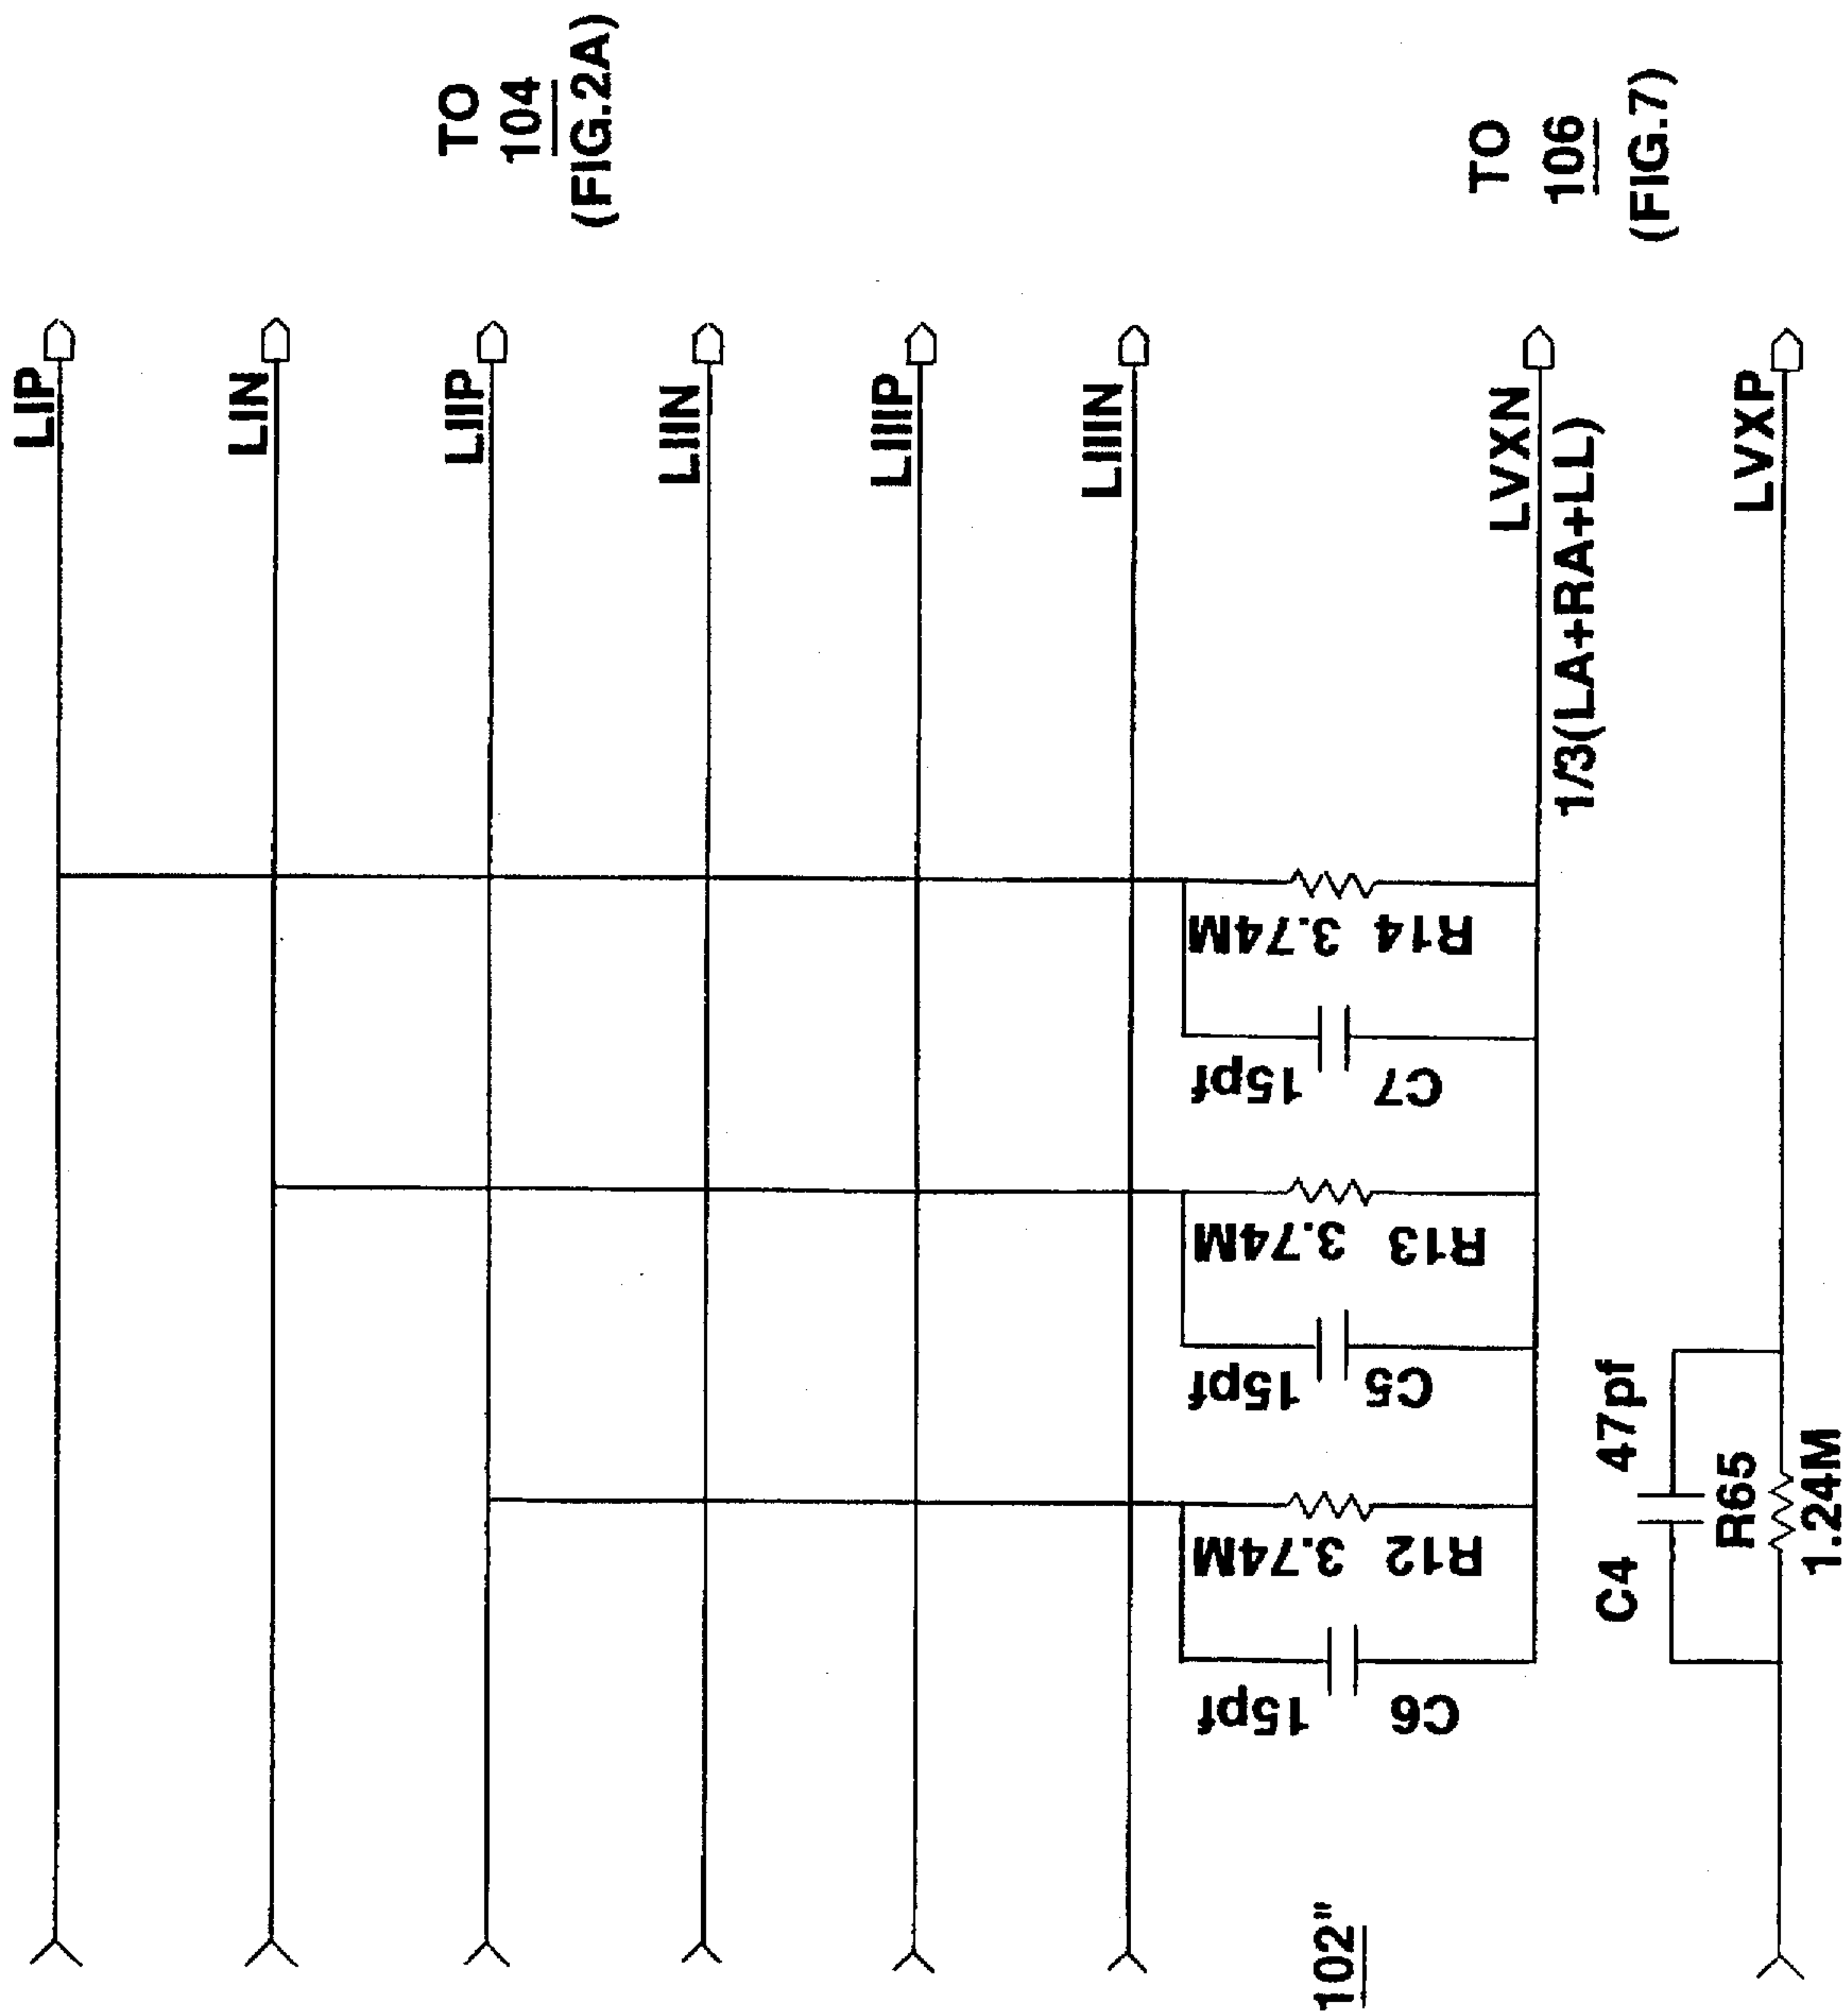 LIP
LIN
LIIP
LIIN
LIIIP
LIIIN
TO
104
(FIG.2A)
LVXN
1/3(LA+RA+LL)
LVXP
TO
106
(FIG.7)
R14 3.74M
C7 15pf
R13 3.74M
C5 15pf
R12 3.74M
C6 15pf
C4 47pf
R65
1.24M
102"